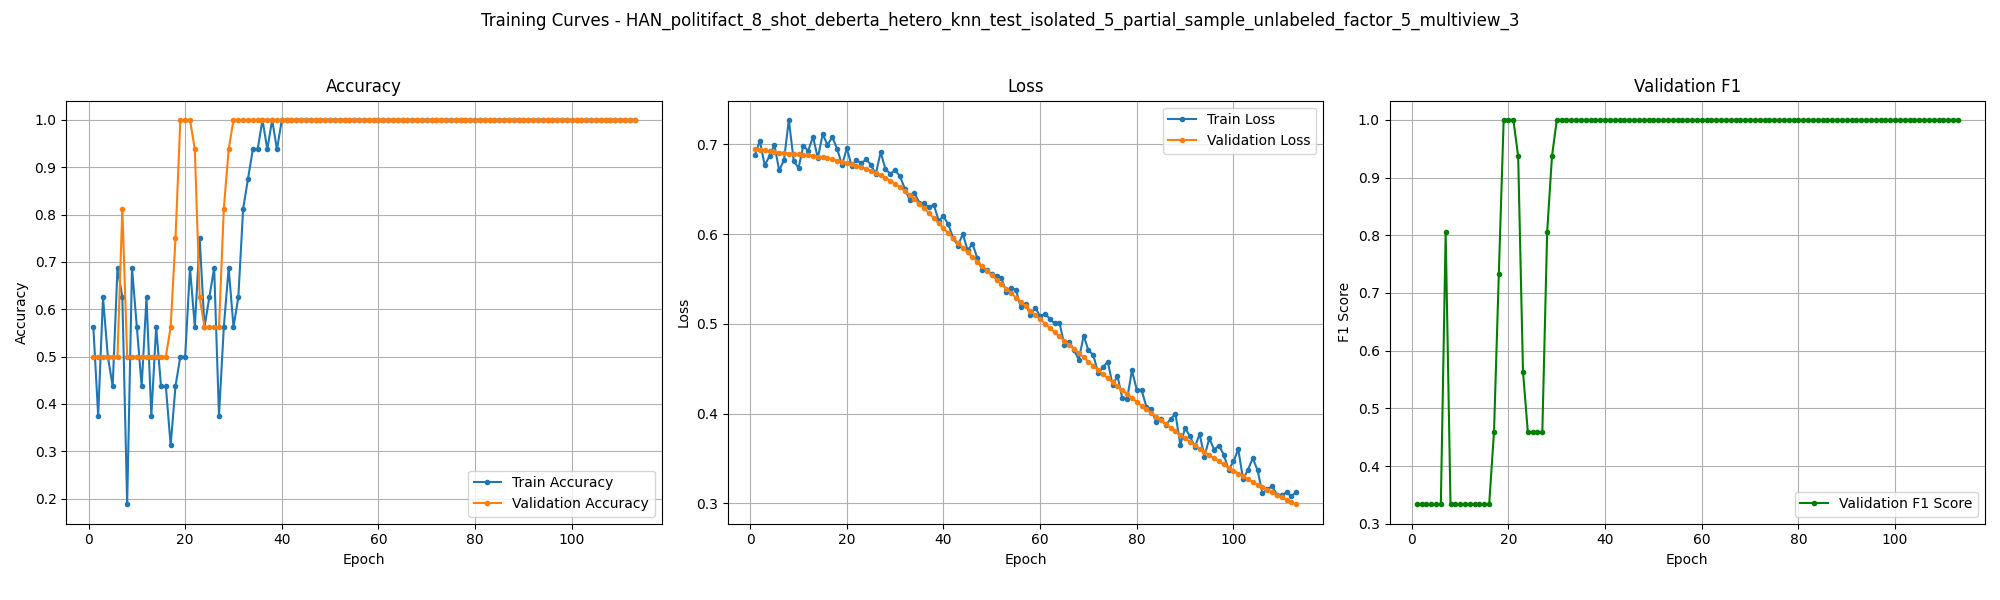 Training Curves - HAN_politifact_8_shot_deberta_hetero_knn_test_isolated_5_partial_sample_unlabeled_factor_5_multiview_3
Accuracy
Accuracy
1.0
0.9
0.8
0.7
0.6
0.5
0.4
0.3
0.2
Train Accuracy
Validation Accuracy
0 20 40 60 80 100
Epoch
Loss
Loss
0.7
0.6
0.5
0.4
0.3
Train Loss
Validation Loss
0 20 40 60 80 100
Epoch
Validation F1
F1 Score
1.0
0.9
0.8
0.7
0.6
0.5
0.4
0.3
Validation F1 Score
0 20 40 60 80 100
Epoch